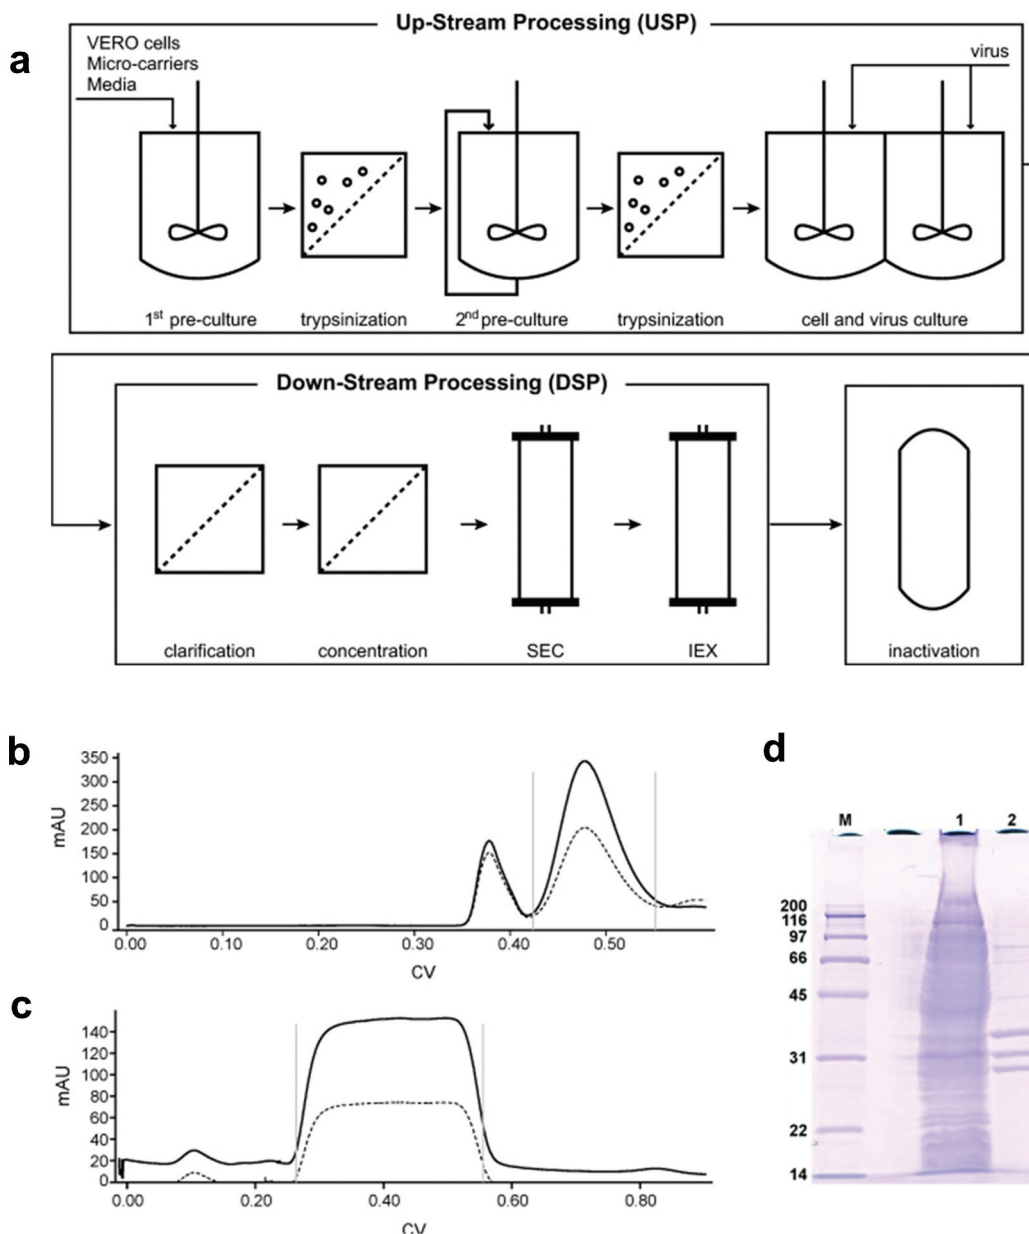 a
Up-Stream Processing (USP)
VERO cells
Micro-carriers
Media
virus
1st pre-culture
trypsinization
2nd pre-culture
trypsinization
cell and virus culture
Down-Stream Processing (DSP)
clarification
concentration
SEC
IEX
inactivation
b
350
300
250
200
150
100
50
0
mAU
0.00 0.10 0.20 0.30 0.40 0.50
CV
c
140
120
100
80
60
40
20
0
mAU
0.00 0.20 0.40 0.60 0.80
CV
d
M 1 2
200
116
97
66
45
31
22
14